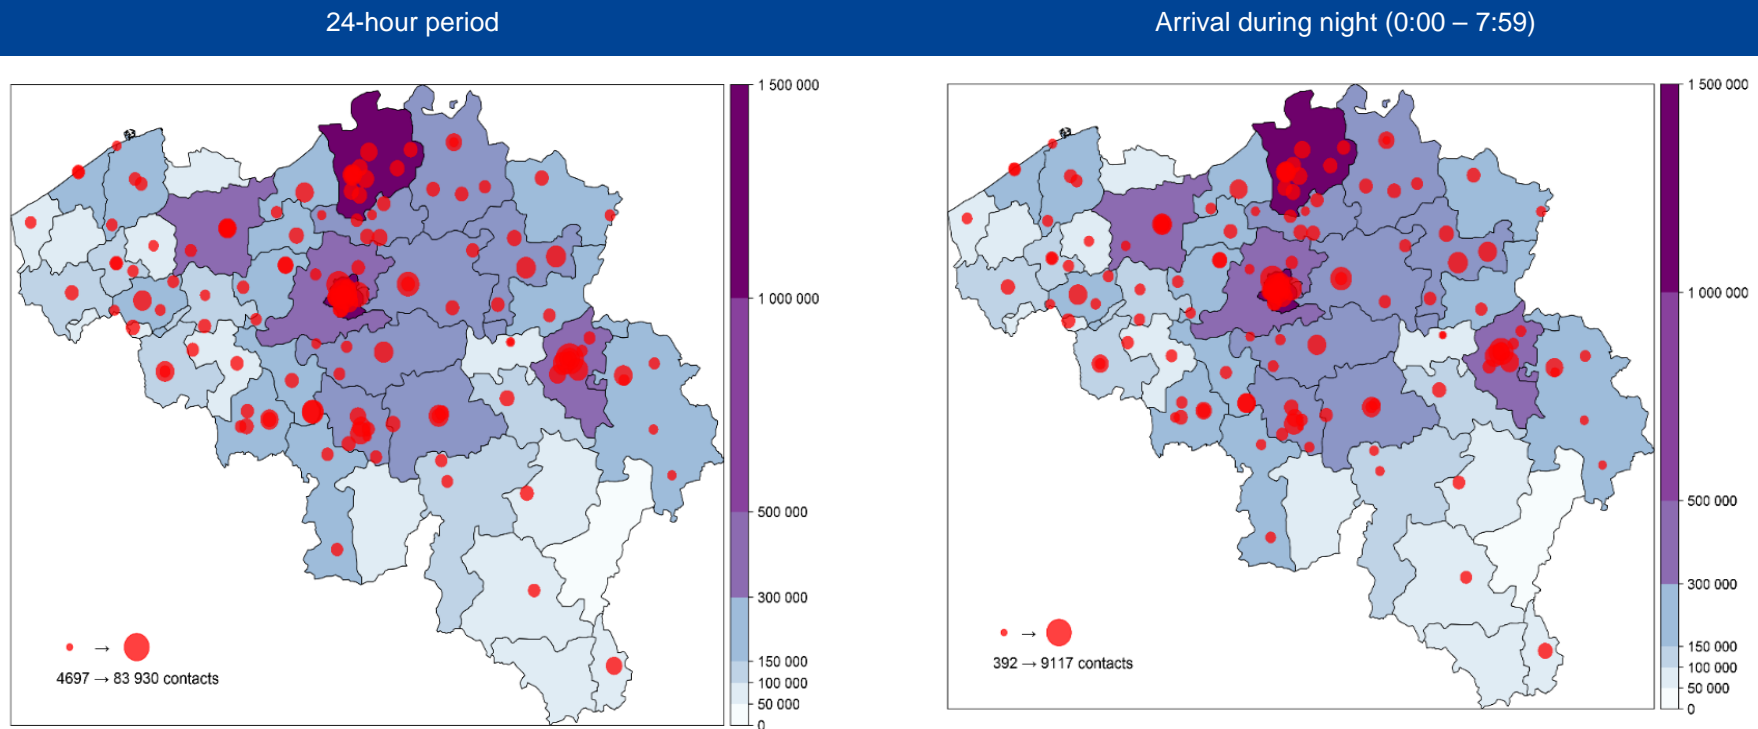 24-hour period
Arrival during night (0:00 – 7:59)
1 500 000
1 000 000
500 000
300 000
150 000
100 000
50 000
0
→
4697 → 83 930 contacts
1 500 000
1 000 000
500 000
300 000
150 000
100 000
50 000
0
→
392 → 9117 contacts